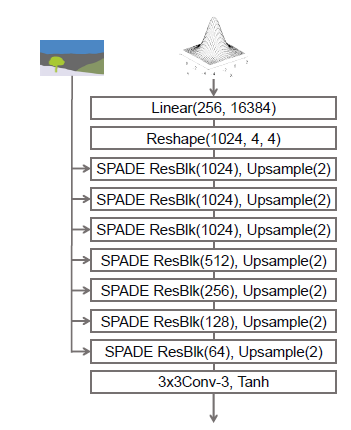 Linear(256, 16384)
Reshape(1024, 4, 4)
SPADE ResBlk(1024), Upsample(2)
SPADE ResBlk(1024), Upsample(2)
SPADE ResBlk(1024), Upsample(2)
SPADE ResBlk(512), Upsample(2)
SPADE ResBlk(256), Upsample(2)
SPADE ResBlk(128), Upsample(2)
SPADE ResBlk(64), Upsample(2)
3x3Conv-3, Tanh